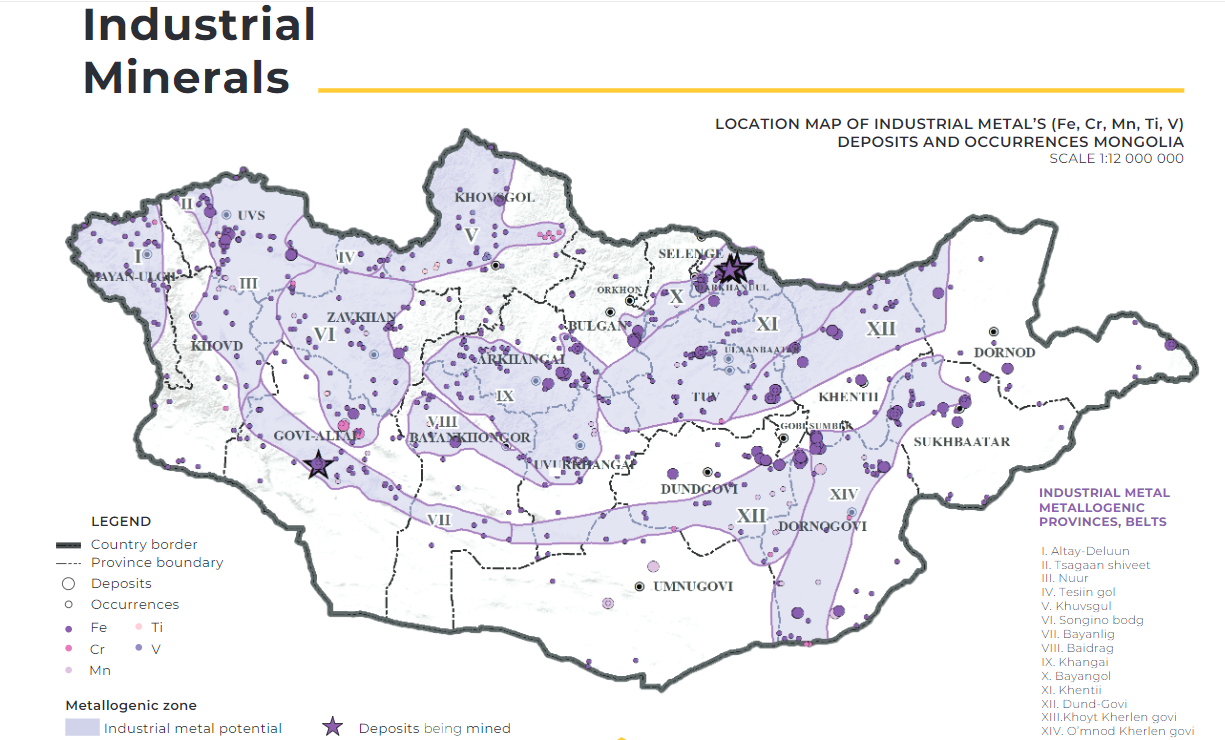 Industrial
Minerals
LOCATION MAP OF INDUSTRIAL METAL'S (Fe, Cr, Mn, Ti, V)
DEPOSITS AND OCCURRENCES MONGOLIA
SCALE 1:12 000 000
KHOVSGOL
II
UVS
V
I
IV
SELENGE
BAYAN-ULGII
III
DARKHANUUL
ORKHON
X
ZAVKHAN
BULGAN
XI
XII
VI
KHOVD
ULAANBAATAR
ARKHANGAI
DORNOD
IX
TUV
KHENTII
VIII
GOBI SUMBER
GOVI-ALTAI
BAYANKHONGOR
SUKHBAATAR
UVURKHANGAI
DUNDGOVI
XIV
VII
XII
DORNOGOVI
UMNUGOVI
LEGEND
Country border
Province boundary
Deposits
Occurrences
Fe
Ti
Cr
V
Mn
Metallogenic zone
Industrial metal potential
Deposits being mined
INDUSTRIAL METAL
METALLOGENIC
PROVINCES, BELTS
I. Altay-Deluun
II. Tsagaan shiveet
III. Nuur
IV. Tesiin gol
V. Khuvsgul
VI. Songino bodg
VII. Bayanlig
VIII. Baidrag
IX. Khangai
X. Bayangol
XI. Khentii
XII. Dund-Govi
XIII.Khoyt Kherlen govi
XIV. O'mnod Kherlen govi